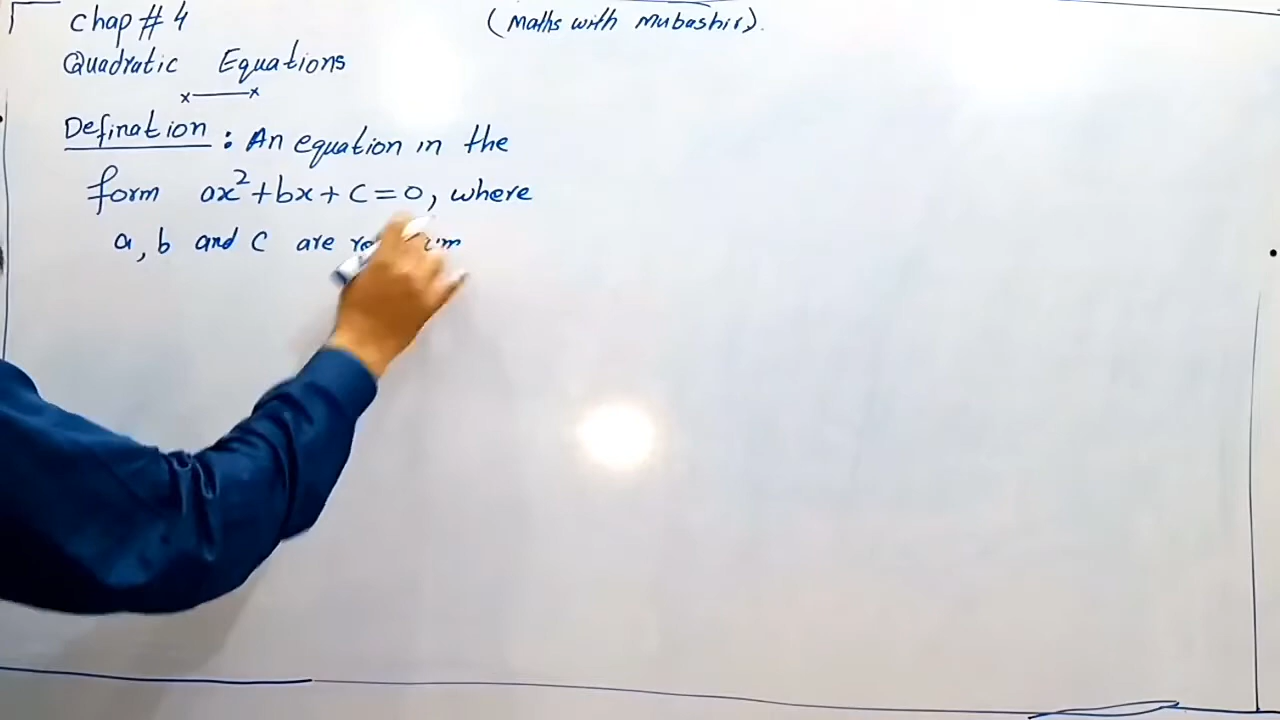 Chap # 4
(Maths with Mubashir).
Quadratic Equations
Defination : An equation in the
form ax²+bx+c=0, where
a, b and c are